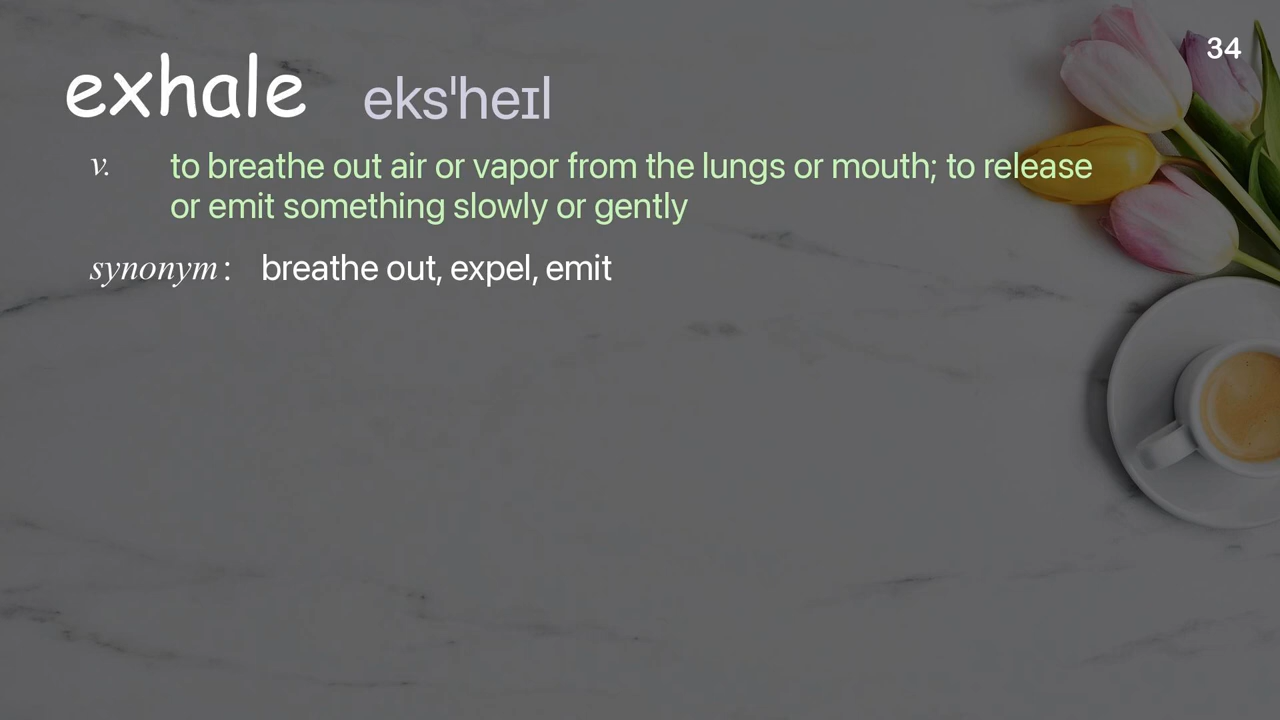 34
exhale eks'heɪl
v. to breathe out air or vapor from the lungs or mouth; to release
or emit something slowly or gently
synonym: breathe out, expel, emit